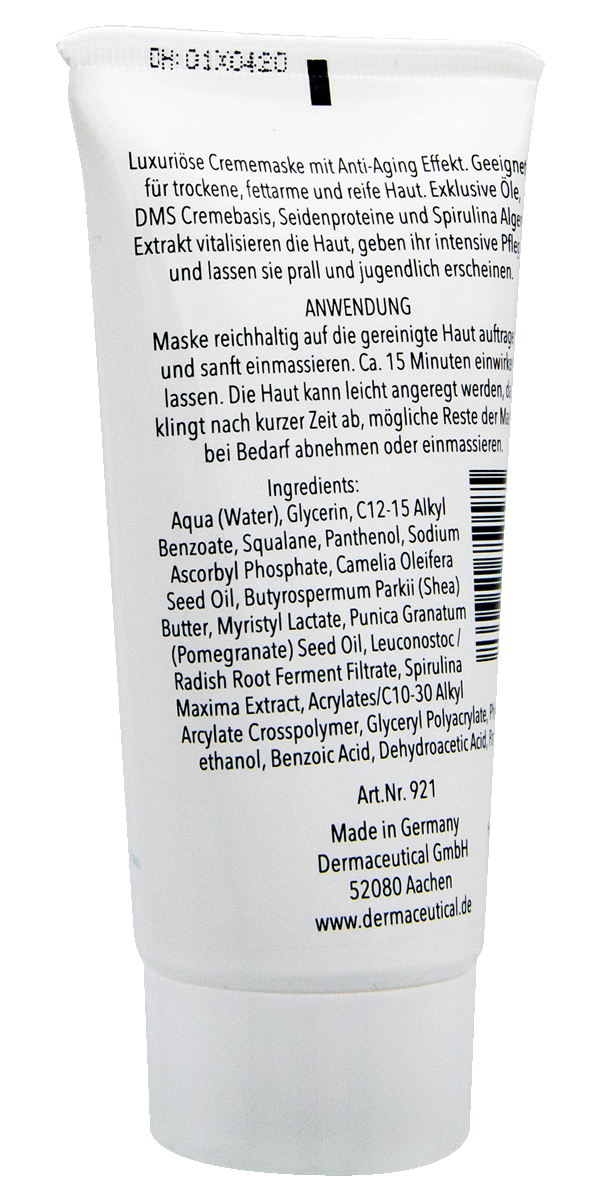 CH: 01X0420
Luxuriöse Crememaske mit Anti-Aging Effekt. Geeignet
für trockene, fettarme und reife Haut. Exklusive Öle,
DMS Cremebasis, Seidenproteine und Spirulina Alge
Extrakt vitalisieren die Haut, geben ihr intensive Pfleg
und lassen sie prall und jugendlich erscheinen.
ANWENDUNG
Maske reichhaltig auf die gereinigte Haut auftrage
und sanft einmassieren. Ca. 15 Minuten einwirke
lassen. Die Haut kann leicht angeregt werden, d
klingt nach kurzer Zeit ab, mögliche Reste der Ma
bei Bedarf abnehmen oder einmassieren.
Ingredients:
Aqua (Water), Glycerin, C12-15 Alkyl
Benzoate, Squalane, Panthenol, Sodium
Ascorbyl Phosphate, Camelia Oleifera
Seed Oil, Butyrospermum Parkii (Shea)
Butter, Myristyl Lactate, Punica Granatum
(Pomegranate) Seed Oil, Leuconostoc/
Radish Root Ferment Filtrate, Spirulina
Maxima Extract, Acrylates/C10-30 Alkyl
Arcylate Crosspolymer, Glyceryl Polyacrylate,
ethanol, Benzoic Acid, Dehydroacetic Acid,
Art.Nr. 921
Made in Germany
Dermaceutical GmbH
52080 Aachen
www.dermaceutical.de